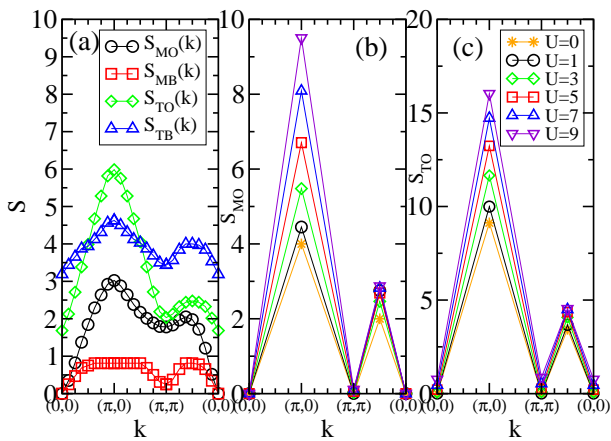 (a)
S_MO(k)
S_MB(k)
S_TO(k)
S_TB(k)
S
10
9
8
7
6
5
4
3
2
1
0
(0,0) (π,0) (π,π) (0,0)
k
(b)
S_MO
10
8
6
4
2
0
(0,0) (π,0) (π,π) (0,0)
k
(c)
U=0
U=1
U=3
U=5
U=7
U=9
S_TO
20
15
10
5
0
(0,0) (π,0) (π,π) (0,0)
k